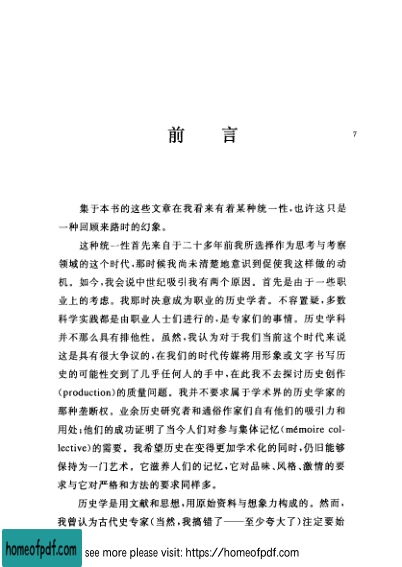 前 言
7
集于本书的这些文章在我看来有着某种统一性,也许这只是
一种回顾来路时的幻象。
这种统一性首先来自于二十多年前我所选择作为思考与考察
领域的这个时代,那时候我尚未清楚地意识到促使我这样做的动
机。如今,我会说中世纪吸引我有两个原因。首先是由于一些职
业上的考虑。我那时决意成为职业的历史学者。不容置疑,多数
科学实践都是由职业人士们进行的,是专家们的事情。历史学科
并不那么具有排他性。虽然,我认为对于我们当前这个时代来说
这是具有很大争议的,在我们的时代传媒将用形象或文字书写历
史的可能性交到了几乎任何人的手中,在此我不去探讨历史创作
(production)的质量问题。我并不要求属于学术界的历史学家的
那种垄断权。业余历史研究者和通俗作家们自有他们的吸引力和
用处;他们的成功证明了当今人们对参与集体记忆(mémoire col-
lective)的需要。我希望历史在变得更加学术化的同时,仍旧能够
保持为一门艺术。它滋养人们的记忆,它对品味、风格、激情的要
求与它对严格和方法的要求同样多。
历史学是用文献和思想,用原始资料与想象力构成的。然而,
我曾认为古代史专家(当然,我搞错了——至少夸大了)注定要始
homeofpdf.com
see more please visit: https://homeofpdf.com